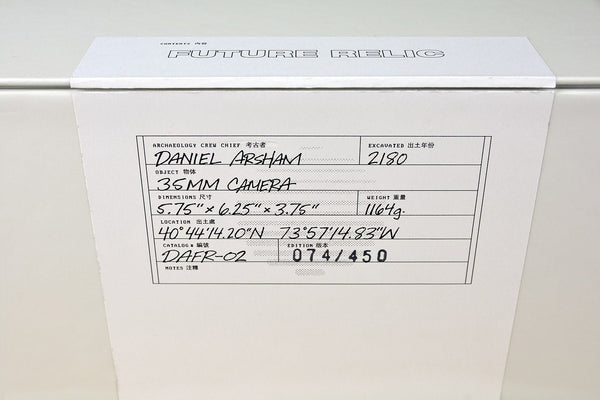 CONTENTS 內容
FUTURE RELIC
ARCHAEOLOGY CREW CHIEF 考古者 EXCAVATED 出土年份
DANIEL ARSHAM 2180
OBJECT 物体
35MM CAMERA
DIMENSIONS 尺寸 WEIGHT 重量
5.75" × 6.25" × 3.75" 1164g.
LOCATION 出土處
40°44'14.20"N 73°57'14.83"W
CATALOG# 編號 EDITION 版本
DAFR-02 074/450
NOTES 注釋